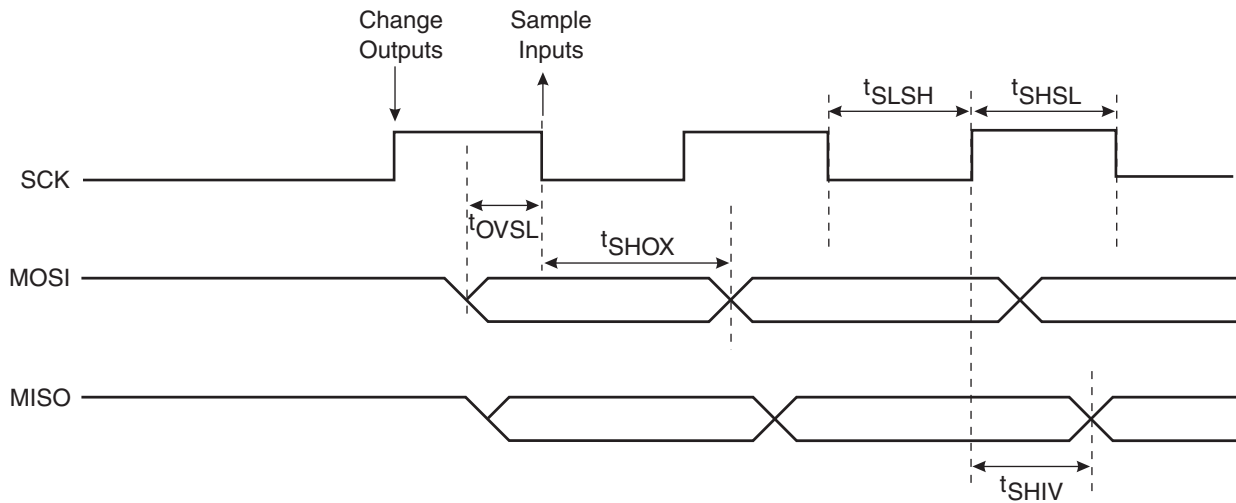 Change
Outputs
Sample
Inputs
tSLSH
tSHSL
SCK
tOVSL
tSHOX
MOSI
MISO
tSHIV